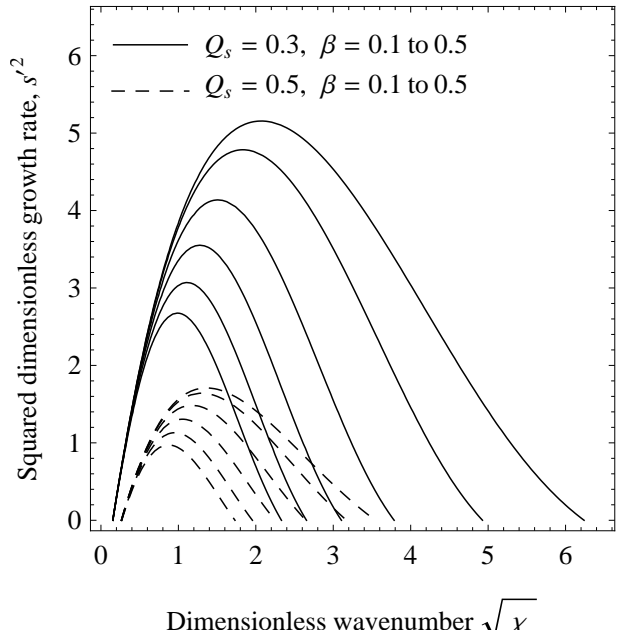 Q_s = 0.3, β = 0.1 to 0.5
Q_s = 0.5, β = 0.1 to 0.5
Squared dimensionless growth rate, s′²
6
5
4
3
2
1
0
0 1 2 3 4 5 6
Dimensionless wavenumber √χ